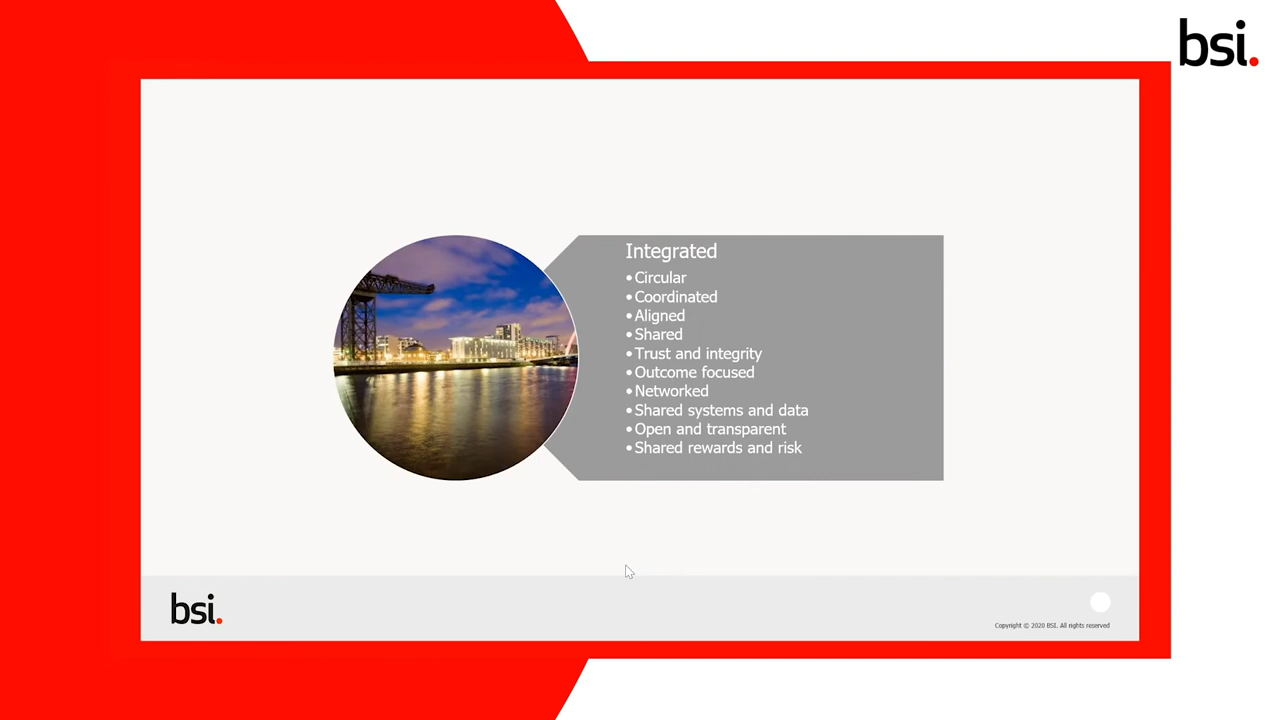 bsi.
Integrated
•Circular
•Coordinated
•Aligned
•Shared
•Trust and integrity
•Outcome focused
•Networked
•Shared systems and data
•Open and transparent
•Shared rewards and risk
bsi.
Copyright © 2020 BSI. All rights reserved